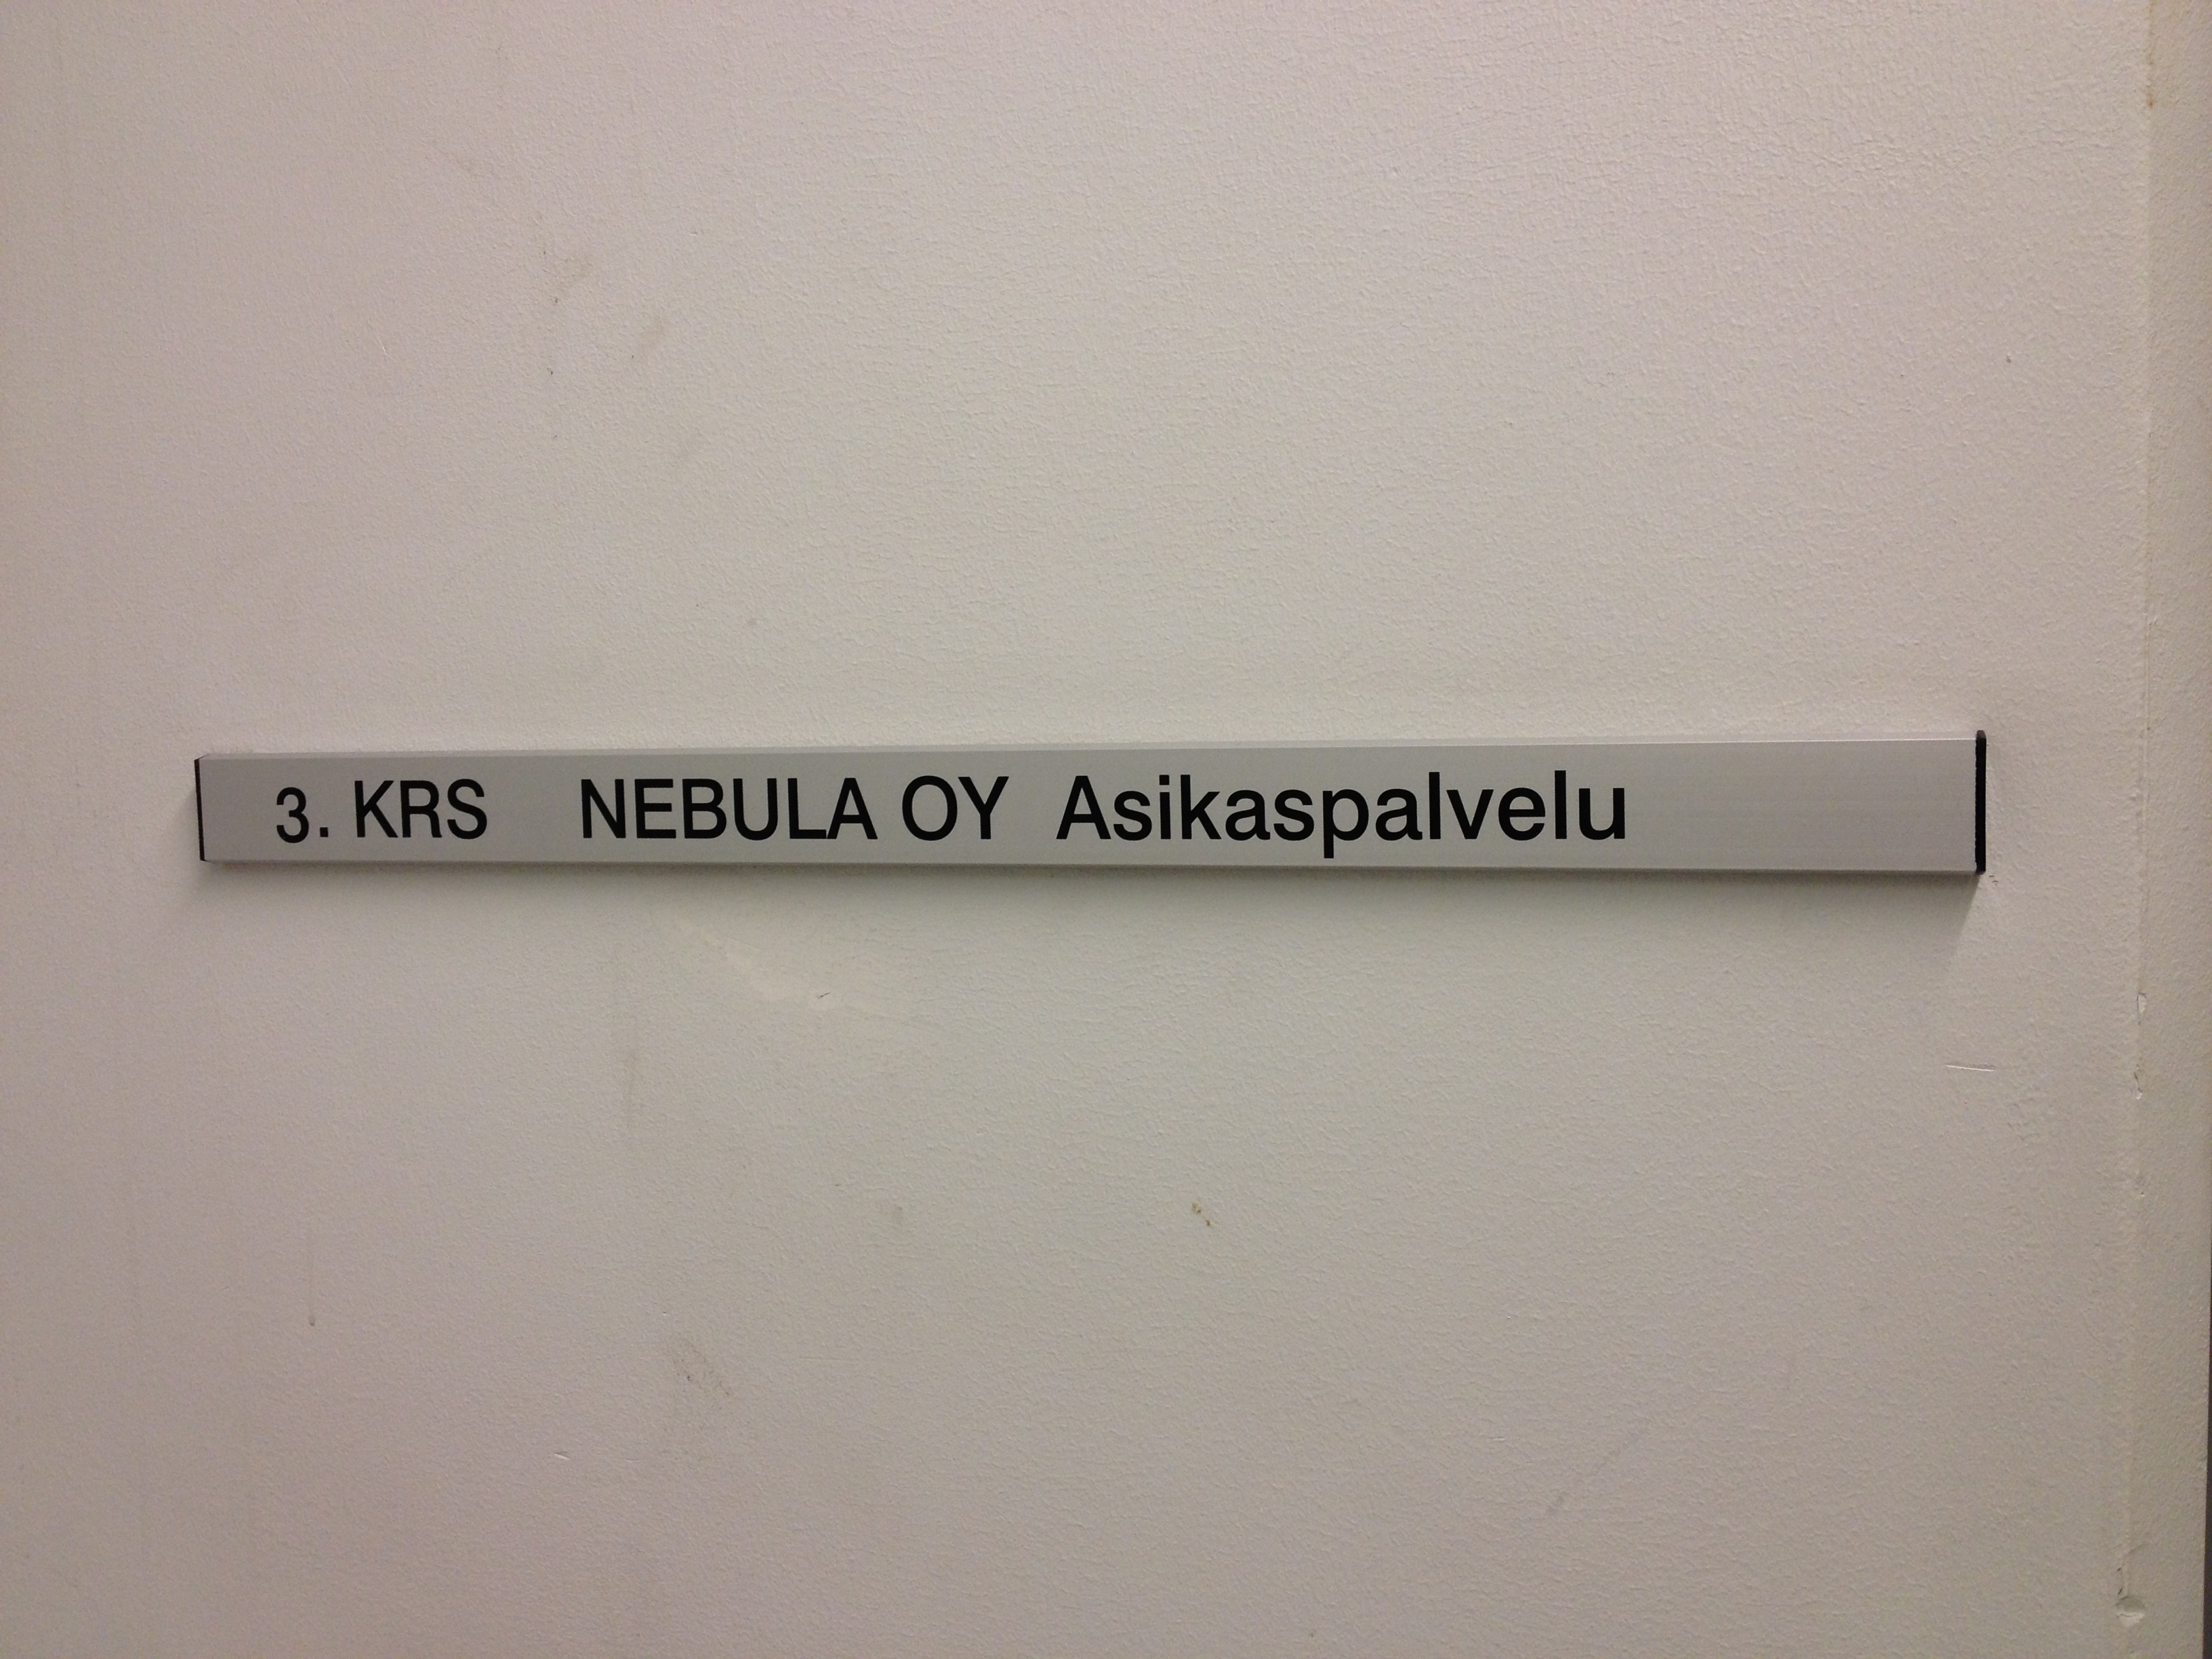 3. KRS NEBULA OY Asikaspalvelu